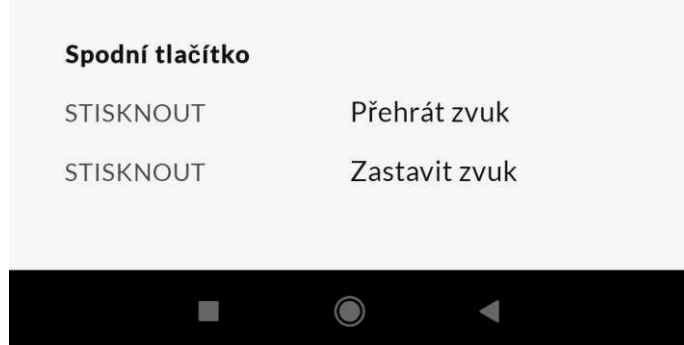 Spodní tlačítko
STISKNOUT Přehrát zvuk
STISKNOUT Zastavit zvuk